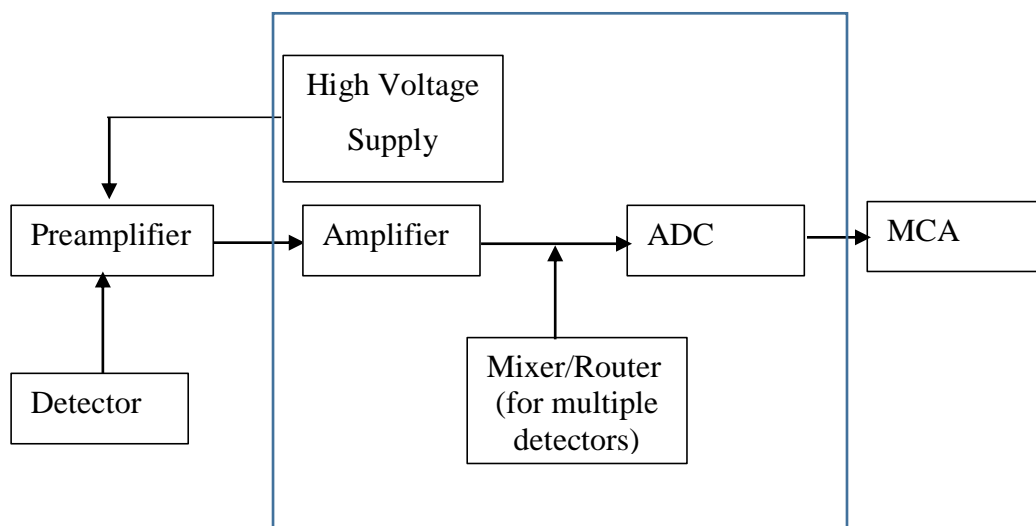 High Voltage
Supply
Preamplifier
Amplifier
ADC
MCA
Detector
Mixer/Router
(for multiple
detectors)